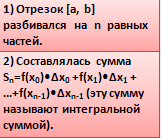 1) Отрезок [a, b]
разбивался на n равных
частей.
2) Составлялась сумма
Sₙ=f(x₀)•Δx₀ +f(x₁)•Δx₁ +
…+f(xₙ₋₁)•Δxₙ₋₁ (эту сумму
называют интегральной
суммой).